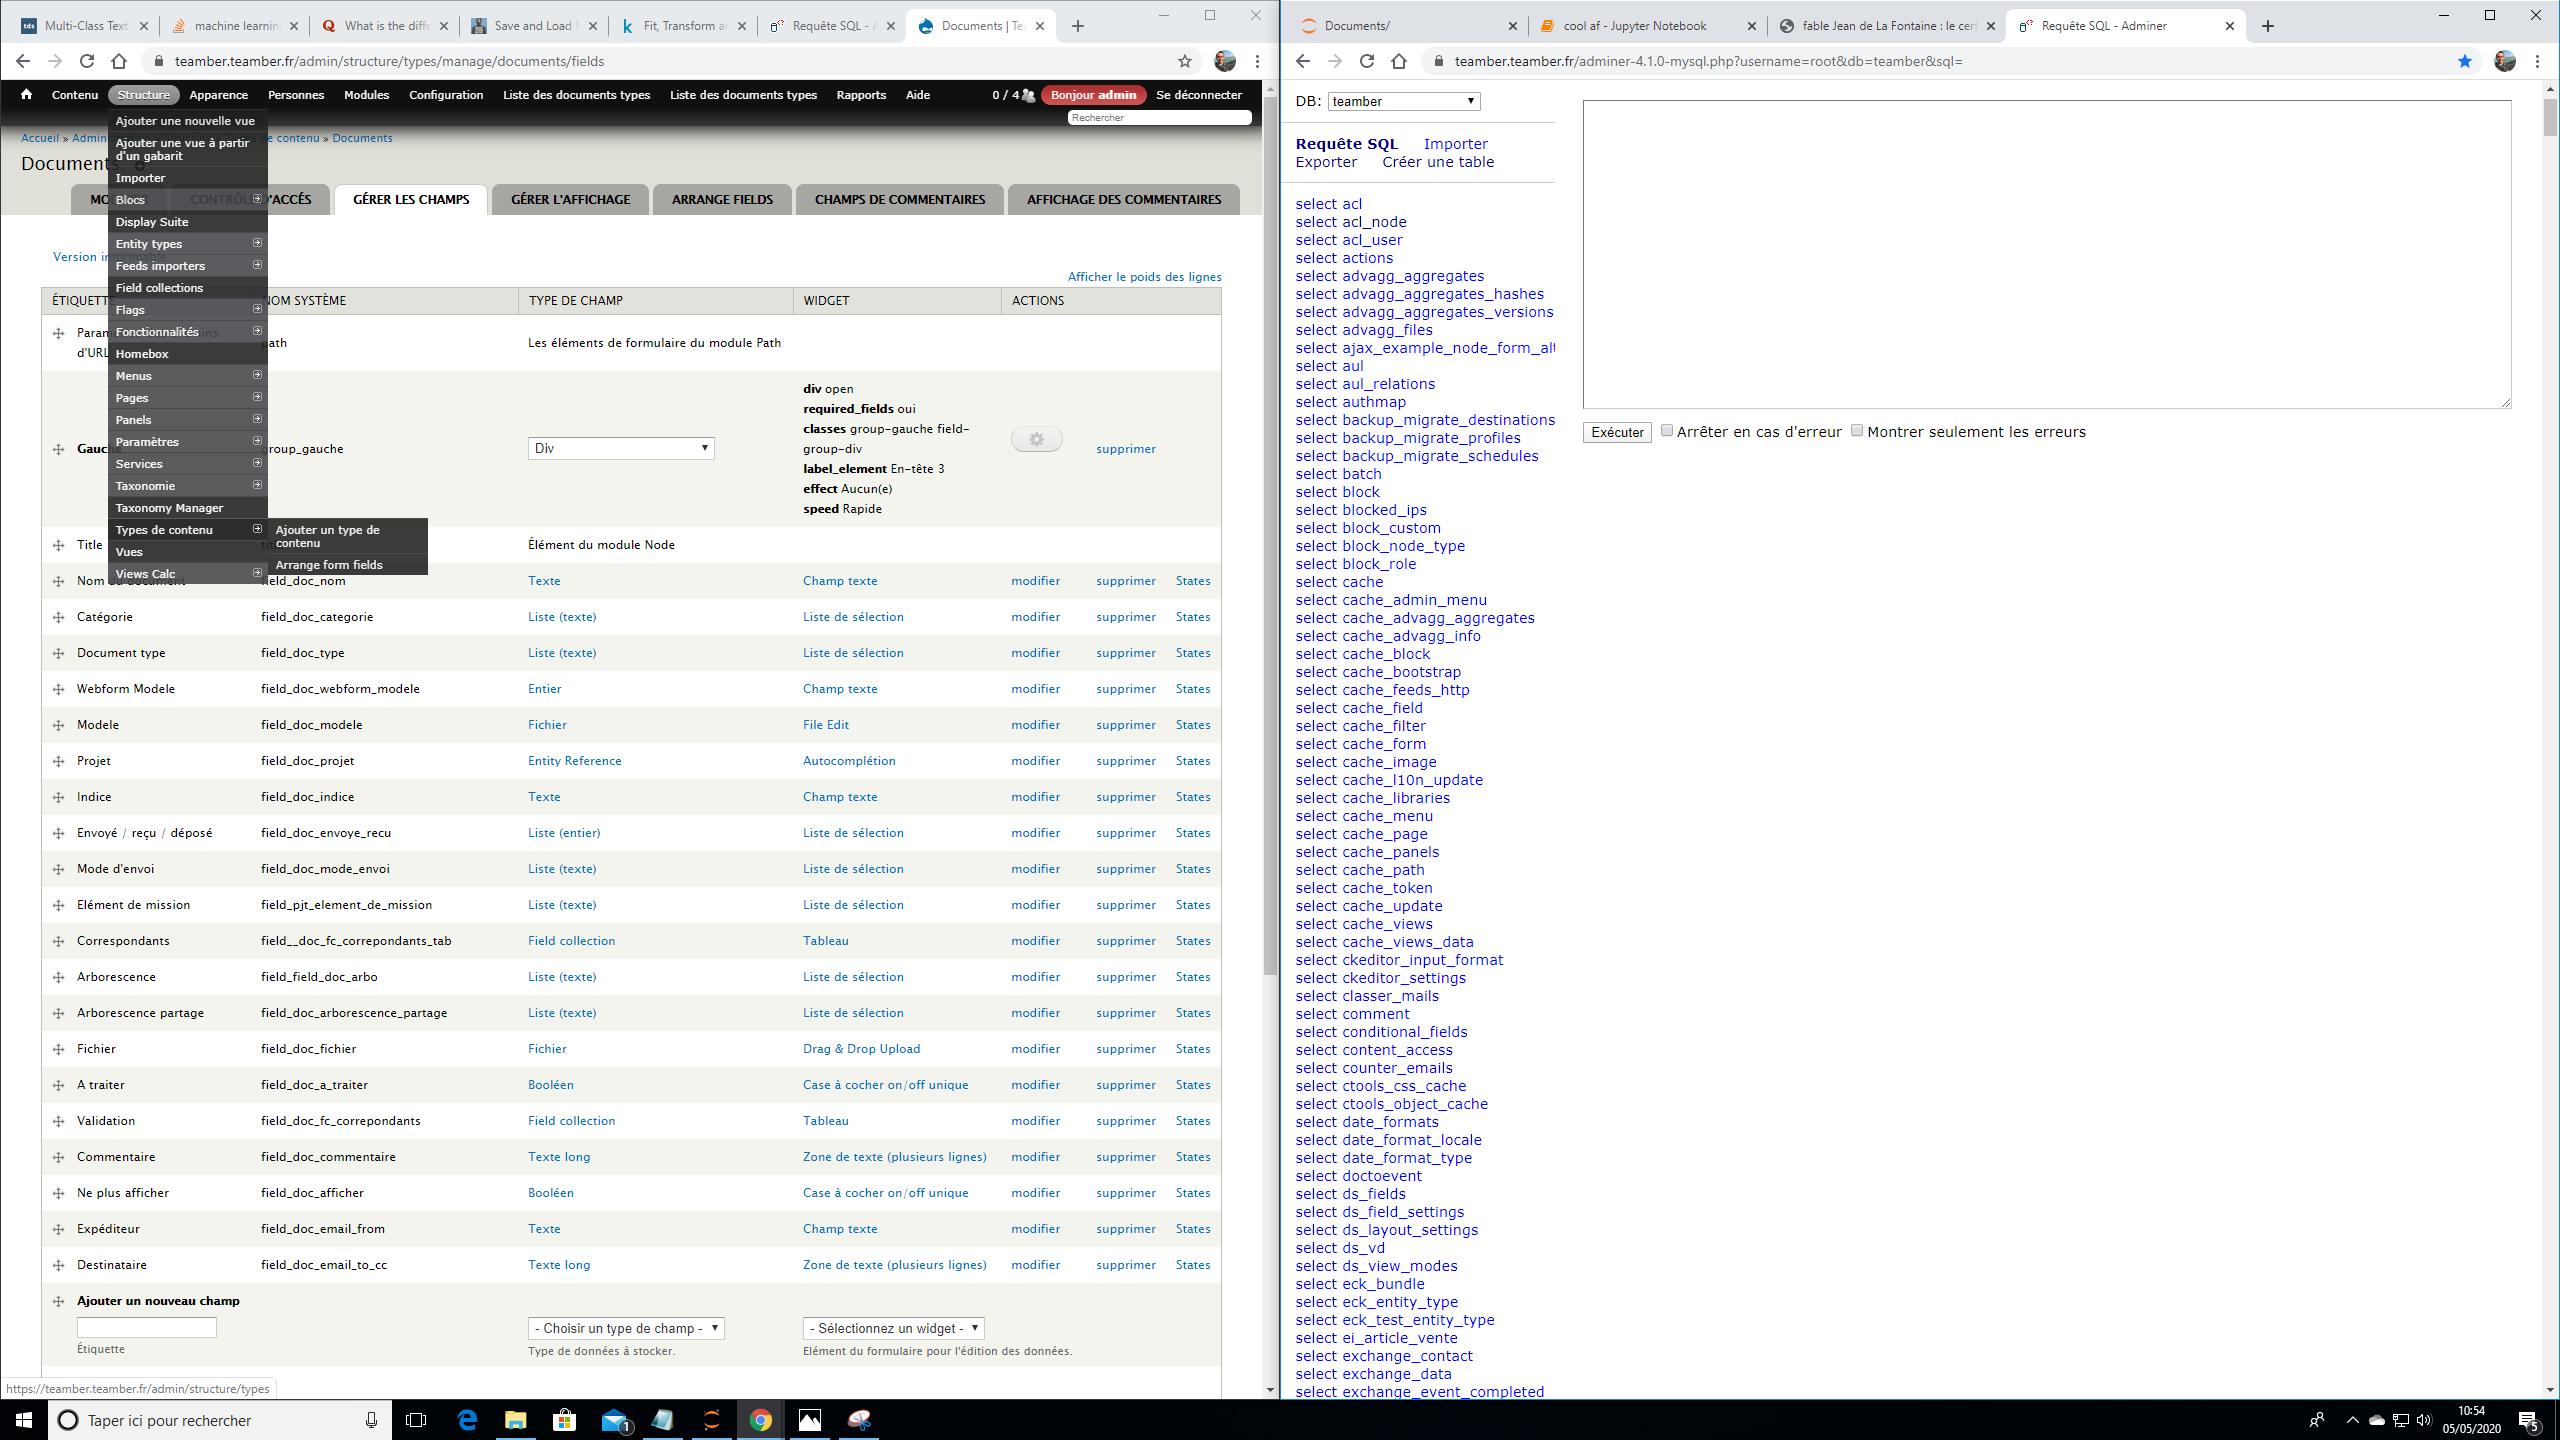 Multi-Class Text
machine learnin
What is the diffe
Save and Load M
Fit, Transform a
Requête SQL - A
Documents | Te
teamber.teamber.fr/admin/structure/types/manage/documents/fields
Contenu Structure Apparence Personnes Modules Configuration Liste des documents types Liste des documents types Rapports Aide 0 / 4 Bonjour admin Se déconnecter
Rechercher
Accueil » Admin de contenu » Documents
Documents
CONTRÔLE D'ACCÈS GÉRER LES CHAMPS GÉRER L'AFFICHAGE ARRANGE FIELDS CHAMPS DE COMMENTAIRES AFFICHAGE DES COMMENTAIRES
Ajouter une nouvelle vue
Ajouter une vue à partir
d'un gabarit
Importer
Blocs
Display Suite
Entity types
Feeds importers
Field collections
Flags
Fonctionnalités
Homebox
Menus
Pages
Panels
Paramètres
Services
Taxonomie
Taxonomy Manager
Types de contenu
Vues
Views Calc
Ajouter un type de
contenu
Arrange form fields
Version imprimable
Afficher le poids des lignes
ÉTIQUETTE NOM SYSTÈME TYPE DE CHAMP WIDGET ACTIONS
d'URL path Les éléments de formulaire du module Path
Gauche group_gauche Div supprimer
div open
required_fields oui
classes group-gauche field-
group-div
label_element En-tête 3
effect Aucun(e)
speed Rapide
Title Élément du module Node
Nom du document field_doc_nom Texte Champ texte modifier supprimer States
Catégorie field_doc_categorie Liste (texte) Liste de sélection modifier supprimer States
Document type field_doc_type Liste (texte) Liste de sélection modifier supprimer States
Webform Modele field_doc_webform_modele Entier Champ texte modifier supprimer States
Modele field_doc_modele Fichier File Edit modifier supprimer States
Projet field_doc_projet Entity Reference Autocomplétion modifier supprimer States
Indice field_doc_indice Texte Champ texte modifier supprimer States
Envoyé / reçu / déposé field_doc_envoye_recu Liste (entier) Liste de sélection modifier supprimer States
Mode d'envoi field_doc_mode_envoi Liste (texte) Liste de sélection modifier supprimer States
Elément de mission field_pjt_element_de_mission Liste (texte) Liste de sélection modifier supprimer States
Correspondants field__doc_fc_correpondants_tab Field collection Tableau modifier supprimer States
Arborescence field_field_doc_arbo Liste (texte) Liste de sélection modifier supprimer States
Arborescence partage field_doc_arborescence_partage Liste (texte) Liste de sélection modifier supprimer States
Fichier field_doc_fichier Fichier Drag & Drop Upload modifier supprimer States
A traiter field_doc_a_traiter Booléen Case à cocher on/off unique modifier supprimer States
Validation field_doc_fc_correpondants Field collection Tableau modifier supprimer States
Commentaire field_doc_commentaire Texte long Zone de texte (plusieurs lignes) modifier supprimer States
Ne plus afficher field_doc_afficher Booléen Case à cocher on/off unique modifier supprimer States
Expéditeur field_doc_email_from Texte Champ texte modifier supprimer States
Destinataire field_doc_email_to_cc Texte long Zone de texte (plusieurs lignes) modifier supprimer States
Ajouter un nouveau champ
- Choisir un type de champ - - Sélectionnez un widget -
Étiquette Type de données à stocker. Elément du formulaire pour l'édition des données.
https://teamber.teamber.fr/admin/structure/types
Documents/
cool af - Jupyter Notebook
fable Jean de La Fontaine : le cerf
Requête SQL - Adminer
teamber.teamber.fr/adminer-4.1.0-mysql.php?username=root&db=teamber&sql=
DB: teamber
Requête SQL Importer
Exporter Créer une table
select acl
select acl_node
select acl_user
select actions
select advagg_aggregates
select advagg_aggregates_hashes
select advagg_aggregates_versions
select advagg_files
select ajax_example_node_form_alt
select aul
select aul_relations
select authmap
select backup_migrate_destinations
select backup_migrate_profiles
select backup_migrate_schedules
select batch
select block
select blocked_ips
select block_custom
select block_node_type
select block_role
select cache
select cache_admin_menu
select cache_advagg_aggregates
select cache_advagg_info
select cache_block
select cache_bootstrap
select cache_feeds_http
select cache_field
select cache_filter
select cache_form
select cache_image
select cache_l10n_update
select cache_libraries
select cache_menu
select cache_page
select cache_panels
select cache_path
select cache_token
select cache_update
select cache_views
select cache_views_data
select ckeditor_input_format
select ckeditor_settings
select classer_mails
select comment
select conditional_fields
select content_access
select counter_emails
select ctools_css_cache
select ctools_object_cache
select date_formats
select date_format_locale
select date_format_type
select doctoevent
select ds_fields
select ds_field_settings
select ds_layout_settings
select ds_vd
select ds_view_modes
select eck_bundle
select eck_entity_type
select eck_test_entity_type
select ei_article_vente
select exchange_contact
select exchange_data
select exchange_event_completed
Exécuter Arrêter en cas d'erreur Montrer seulement les erreurs
Taper ici pour rechercher
1
10:54
05/05/2020
5